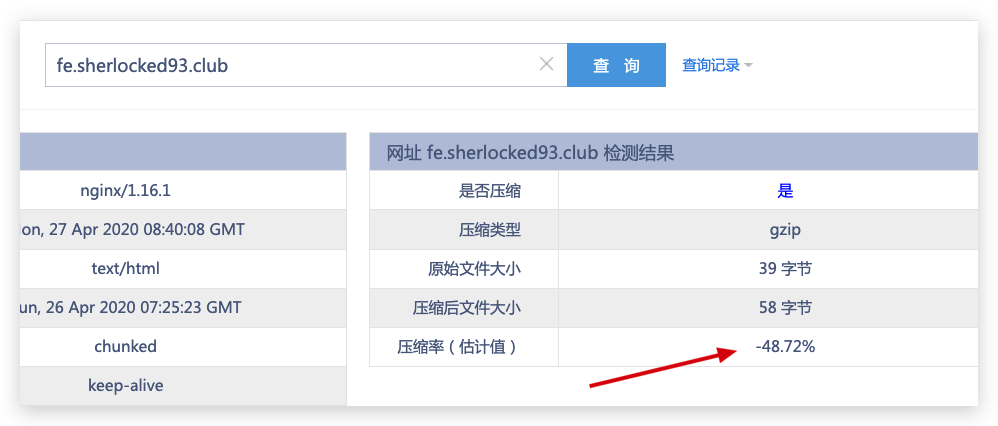 fe.sherlocked93.club
查 询
查询记录
nginx/1.16.1
on, 27 Apr 2020 08:40:08 GMT
text/html
un, 26 Apr 2020 07:25:23 GMT
chunked
keep-alive
网址 fe.sherlocked93.club 检测结果
是否压缩 是
压缩类型 gzip
原始文件大小 39 字节
压缩后文件大小 58 字节
压缩率（估计值） -48.72%